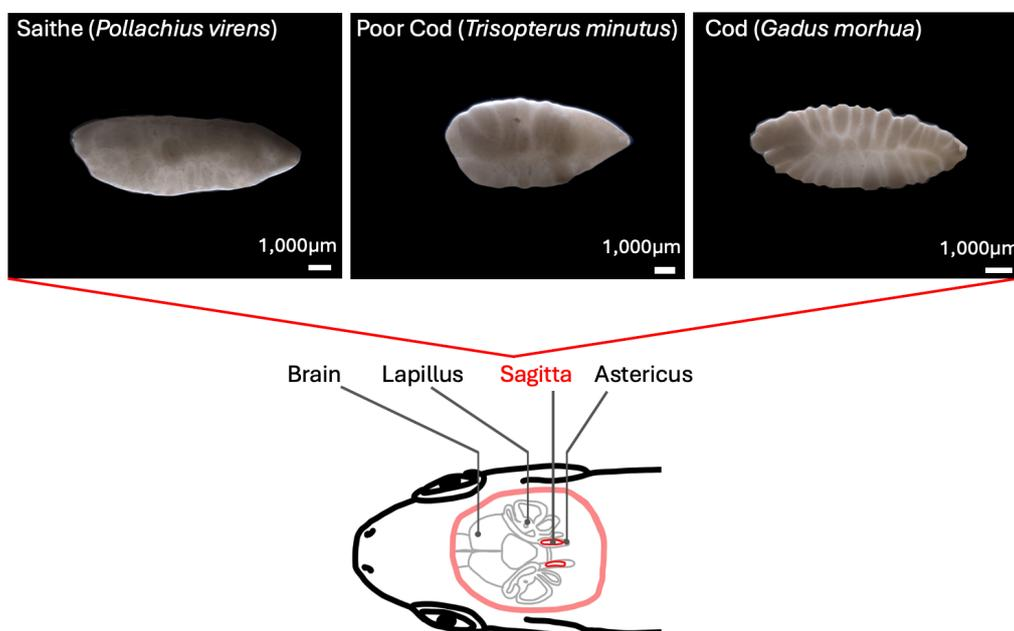 Saithe (Pollachius virens)
Poor Cod (Trisopterus minutus)
Cod (Gadus morhua)
1,000µm
1,000µm
1,000µm
Brain
Lapillus
Sagitta
Astericus